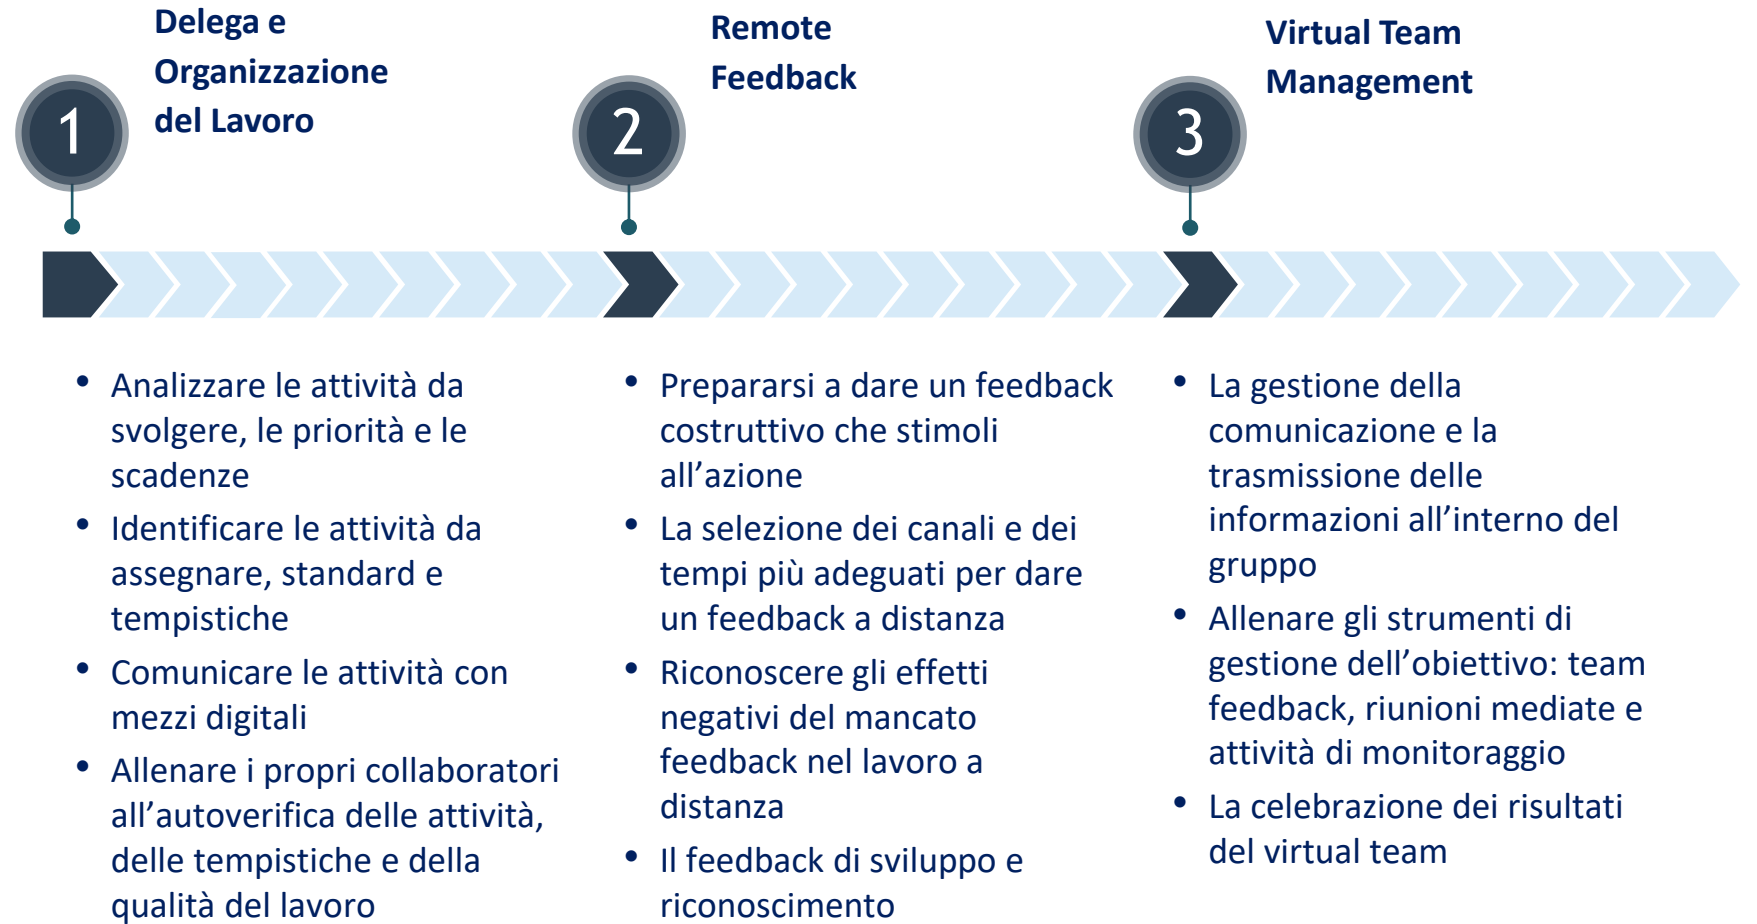 1
Delega e
Organizzazione
del Lavoro
2
Remote
Feedback
3
Virtual Team
Management
• Analizzare le attività da
svolgere, le priorità e le
scadenze
• Identificare le attività da
assegnare, standard e
tempistiche
• Comunicare le attività con
mezzi digitali
• Allenare i propri collaboratori
all’autoverifica delle attività,
delle tempistiche e della
qualità del lavoro
• Prepararsi a dare un feedback
costruttivo che stimoli
all’azione
• La selezione dei canali e dei
tempi più adeguati per dare
un feedback a distanza
• Riconoscere gli effetti
negativi del mancato
feedback nel lavoro a
distanza
• Il feedback di sviluppo e
riconoscimento
• La gestione della
comunicazione e la
trasmissione delle
informazioni all’interno del
gruppo
• Allenare gli strumenti di
gestione dell’obiettivo: team
feedback, riunioni mediate e
attività di monitoraggio
• La celebrazione dei risultati
del virtual team